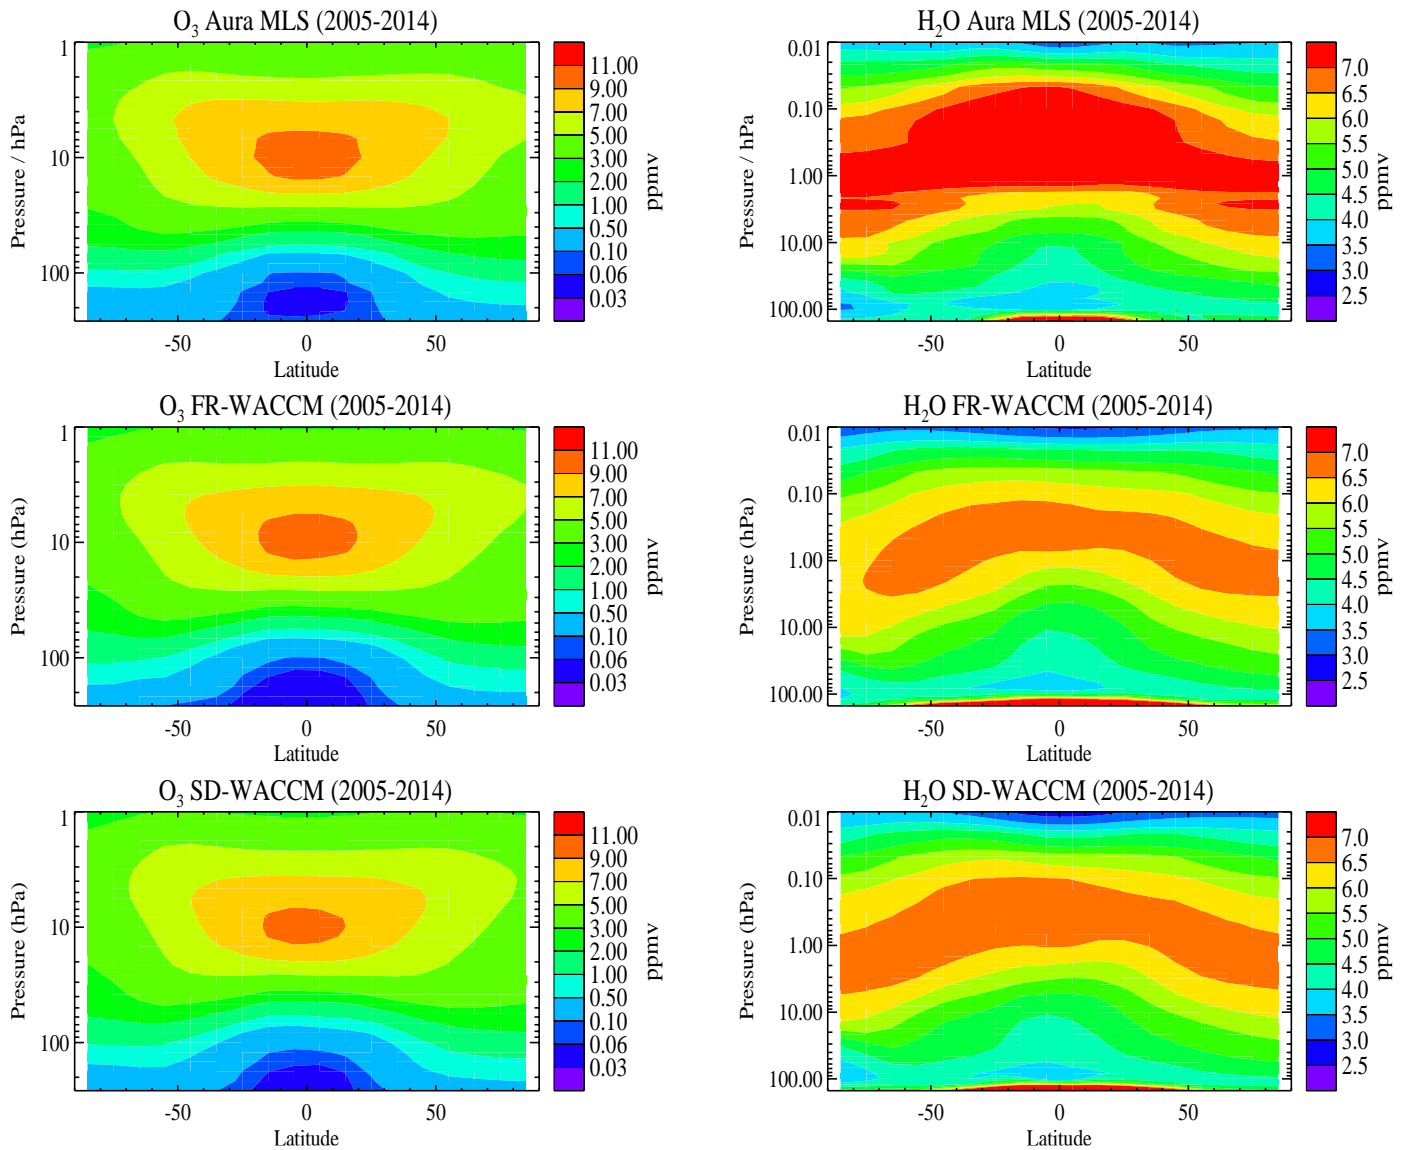 O₃ Aura MLS (2005-2014)
1
10
100
Pressure / hPa
-50 0 50
Latitude
11.00
9.00
7.00
5.00
3.00
2.00
1.00
0.50
0.10
0.06
0.03
ppmv
H₂O Aura MLS (2005-2014)
0.01
0.10
1.00
10.00
100.00
Pressure / hPa
-50 0 50
Latitude
7.0
6.5
6.0
5.5
5.0
4.5
4.0
3.5
3.0
2.5
ppmv
O₃ FR-WACCM (2005-2014)
1
10
100
Pressure (hPa)
-50 0 50
Latitude
11.00
9.00
7.00
5.00
3.00
2.00
1.00
0.50
0.10
0.06
0.03
ppmv
H₂O FR-WACCM (2005-2014)
0.01
0.10
1.00
10.00
100.00
Pressure (hPa)
-50 0 50
Latitude
7.0
6.5
6.0
5.5
5.0
4.5
4.0
3.5
3.0
2.5
ppmv
O₃ SD-WACCM (2005-2014)
1
10
100
Pressure (hPa)
-50 0 50
Latitude
11.00
9.00
7.00
5.00
3.00
2.00
1.00
0.50
0.10
0.06
0.03
ppmv
H₂O SD-WACCM (2005-2014)
0.01
0.10
1.00
10.00
100.00
Pressure (hPa)
-50 0 50
Latitude
7.0
6.5
6.0
5.5
5.0
4.5
4.0
3.5
3.0
2.5
ppmv